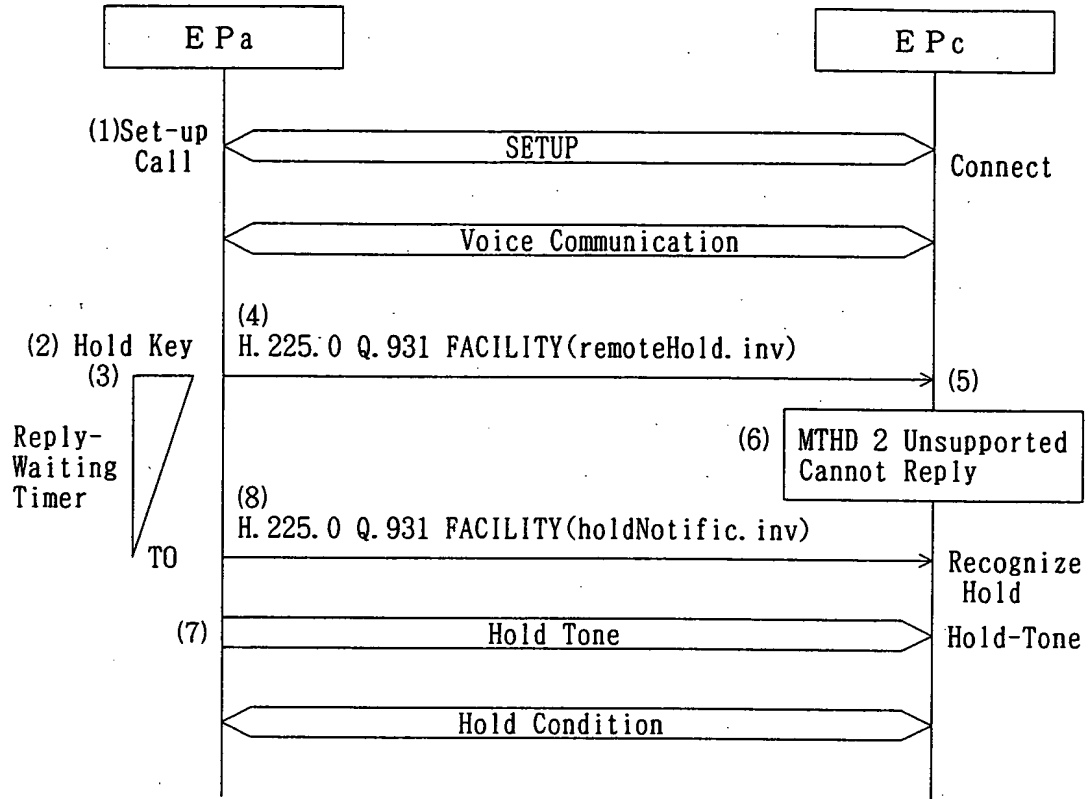 EPa
EPc
(1)Set-up
Call
SETUP
Connect
Voice Communication
(4)
(2) Hold Key
H.225.0 Q.931 FACILITY(remoteHold.inv)
(3)
(5)
Reply-
Waiting
Timer
(6)
MTHD 2 Unsupported
Cannot Reply
(8)
H.225.0 Q.931 FACILITY(holdNotific.inv)
TO
Recognize
Hold
(7)
Hold Tone
Hold-Tone
Hold Condition